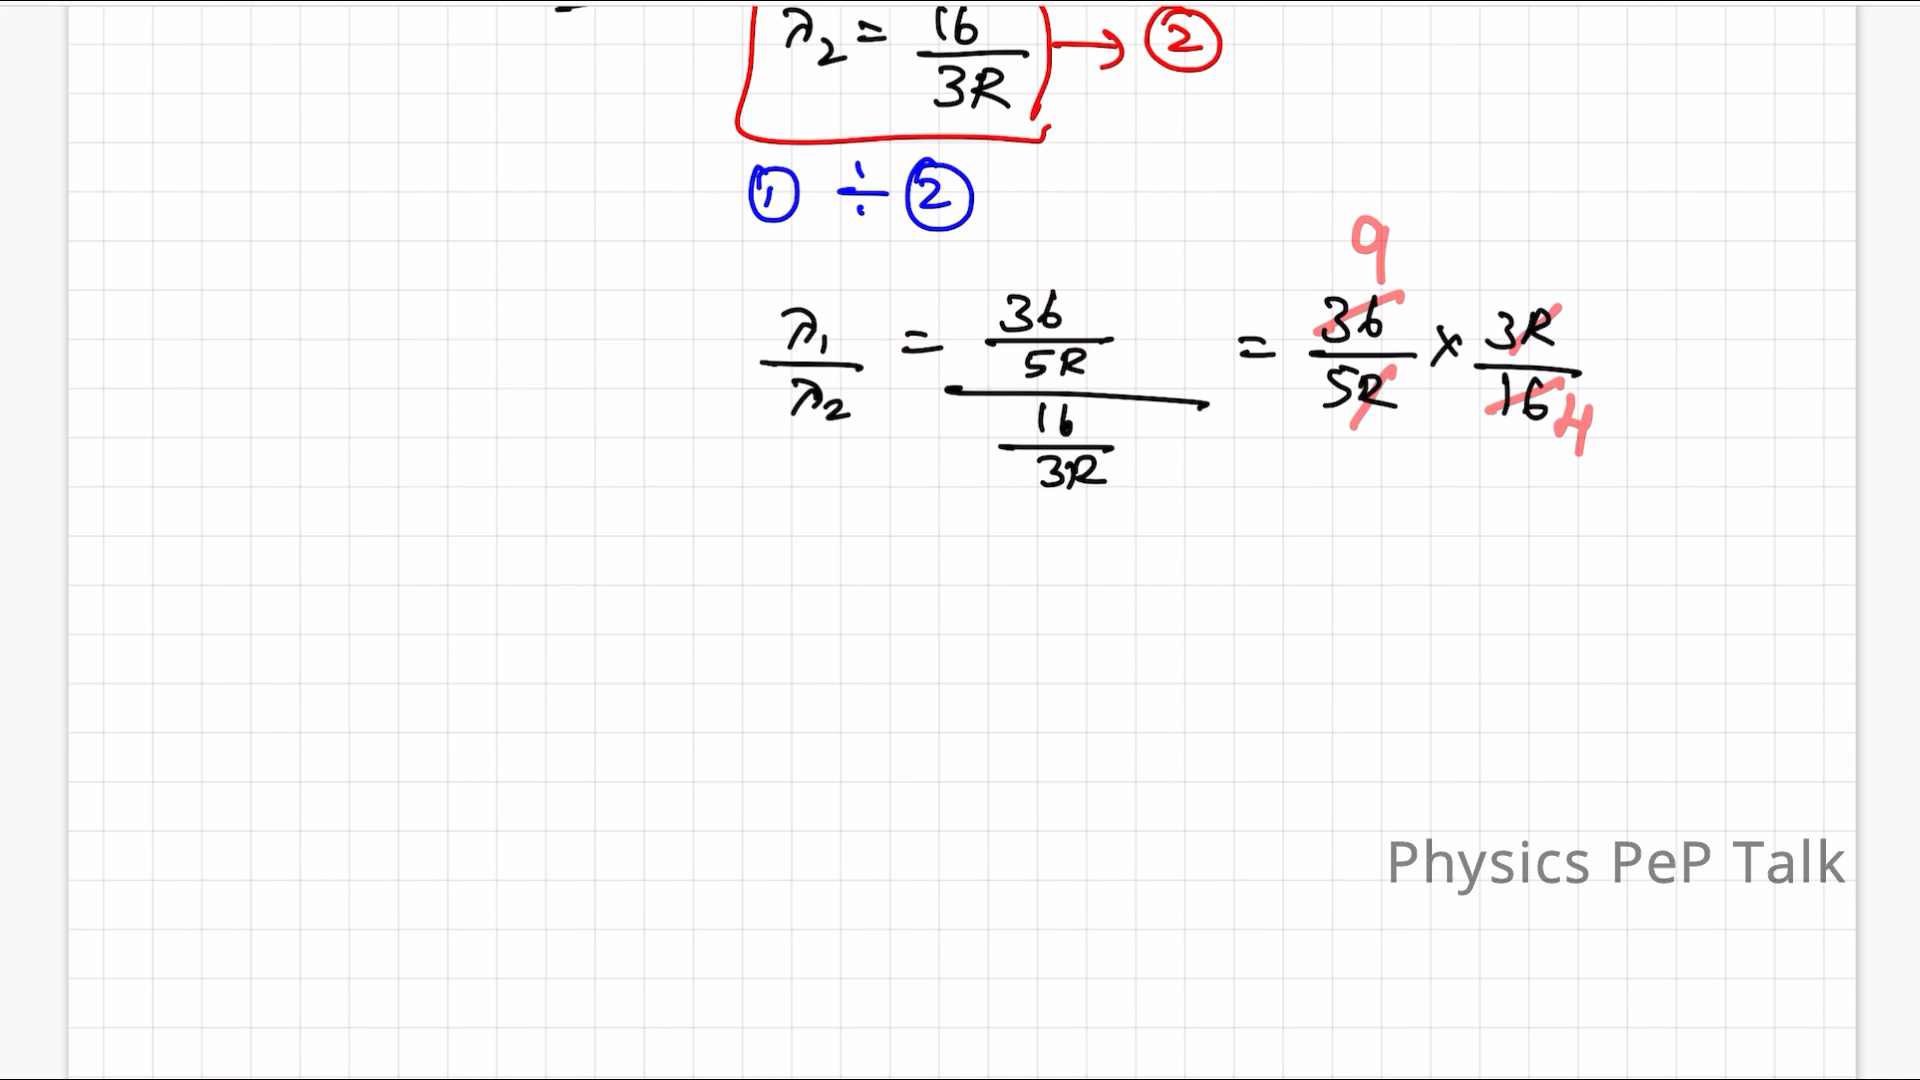 λ₂ = 16/3R → ②
① ÷ ②
λ₁/λ₂ = (36/5R)/(16/3R) = 36/5R × 3R/16
9
4
Physics PeP Talk